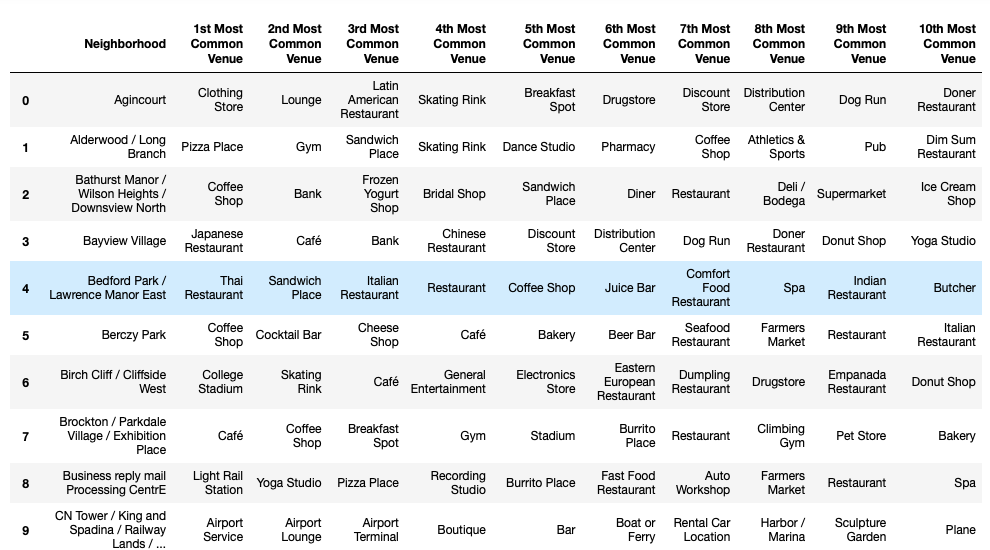 Neighborhood 1st Most Common Venue 2nd Most Common Venue 3rd Most Common Venue 4th Most Common Venue 5th Most Common Venue 6th Most Common Venue 7th Most Common Venue 8th Most Common Venue 9th Most Common Venue 10th Most Common Venue
0 Agincourt Clothing Store Lounge Latin American Restaurant Skating Rink Breakfast Spot Drugstore Discount Store Distribution Center Dog Run Doner Restaurant
1 Alderwood / Long Branch Pizza Place Gym Sandwich Place Skating Rink Dance Studio Pharmacy Coffee Shop Athletics & Sports Pub Dim Sum Restaurant
2 Bathurst Manor / Wilson Heights / Downsview North Coffee Shop Bank Frozen Yogurt Shop Bridal Shop Sandwich Place Diner Restaurant Deli / Bodega Supermarket Ice Cream Shop
3 Bayview Village Japanese Restaurant Café Bank Chinese Restaurant Discount Store Distribution Center Dog Run Doner Restaurant Donut Shop Yoga Studio
4 Bedford Park / Lawrence Manor East Thai Restaurant Sandwich Place Italian Restaurant Restaurant Coffee Shop Juice Bar Comfort Food Restaurant Spa Indian Restaurant Butcher
5 Berczy Park Coffee Shop Cocktail Bar Cheese Shop Café Bakery Beer Bar Seafood Restaurant Farmers Market Restaurant Italian Restaurant
6 Birch Cliff / Cliffside West College Stadium Skating Rink Café General Entertainment Electronics Store Eastern European Restaurant Dumpling Restaurant Drugstore Empanada Restaurant Donut Shop
7 Brockton / Parkdale Village / Exhibition Place Café Coffee Shop Breakfast Spot Gym Stadium Burrito Place Restaurant Climbing Gym Pet Store Bakery
8 Business reply mail Processing CentrE Light Rail Station Yoga Studio Pizza Place Recording Studio Burrito Place Fast Food Restaurant Auto Workshop Farmers Market Restaurant Spa
9 CN Tower / King and Spadina / Railway Lands / ... Airport Service Airport Lounge Airport Terminal Boutique Bar Boat or Ferry Rental Car Location Harbor / Marina Sculpture Garden Plane